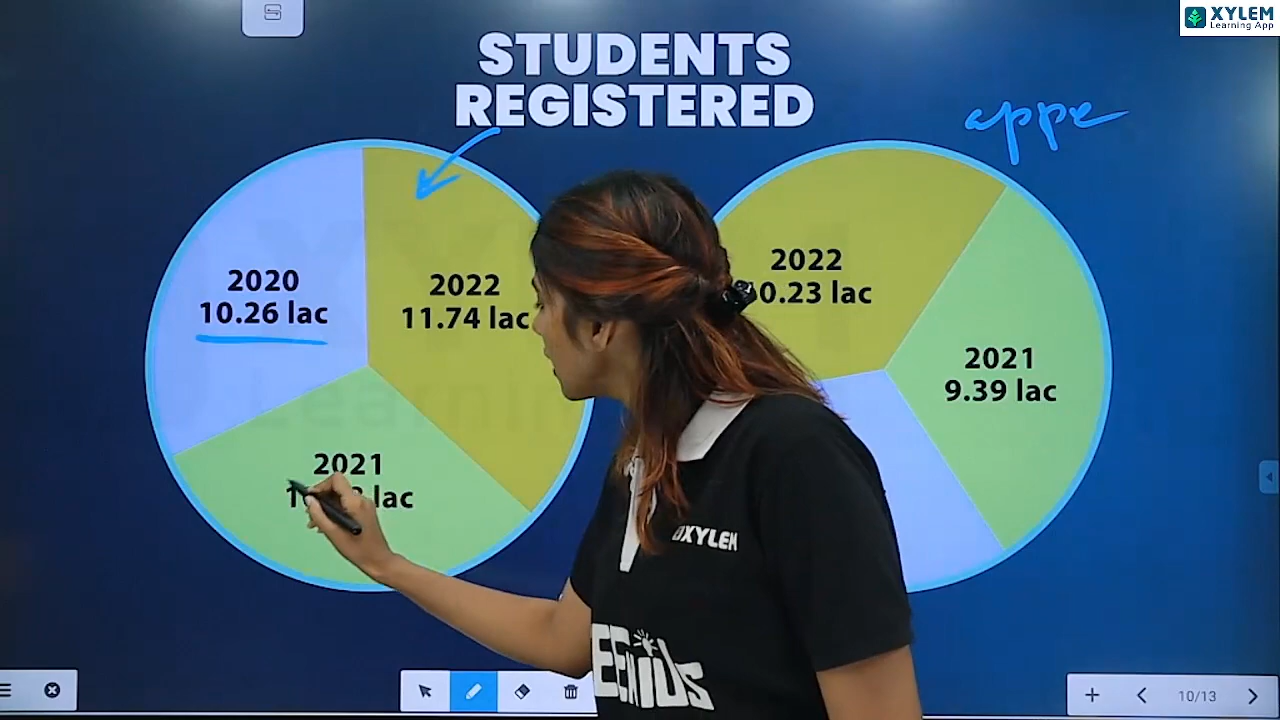 XYLEM
Learning App
STUDENTS
REGISTERED
appe
2020
10.26 lac
2022
11.74 lac
2021
lac
2022
0.23 lac
2021
9.39 lac
XYLEM
10/13